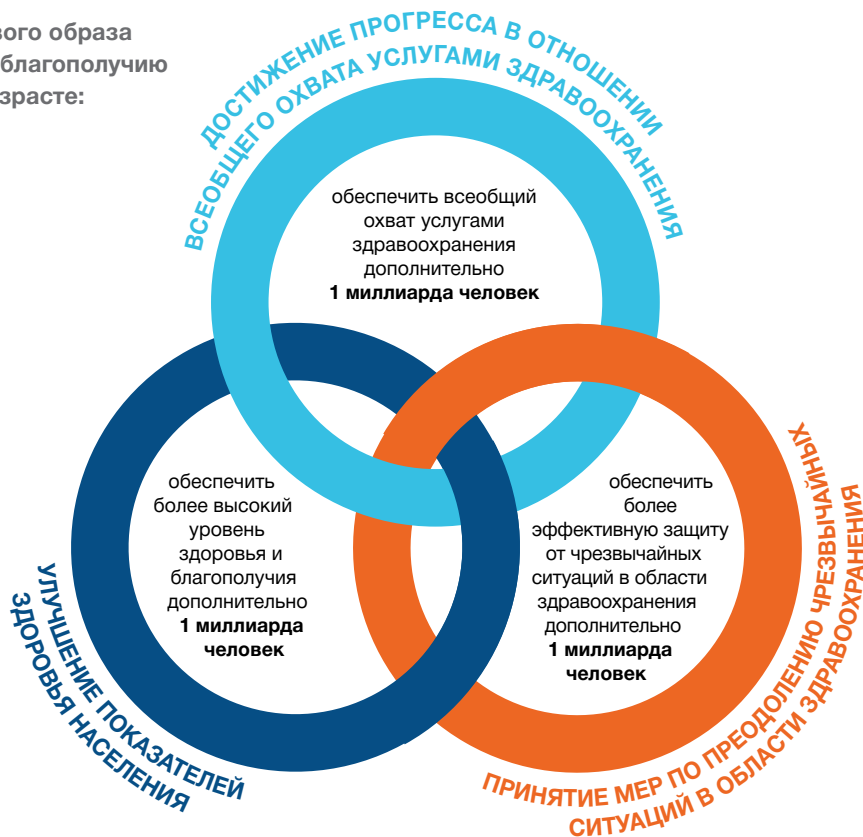 вого образа
благополучию
зрасте:
ДОСТИЖЕНИЕ ПРОГРЕССА В ОТНОШЕНИИ
ВСЕОБЩЕГО ОХВАТА УСЛУГАМИ ЗДРАВООХРАНЕНИЯ
обеспечить всеобщий
охват услугами
здравоохранения
дополнительно
1 миллиарда человек
обеспечить
более высокий
уровень
здоровья и
благополучия
дополнительно
1 миллиарда
человек
обеспечить
более
эффективную защиту
от чрезвычайных
ситуаций в области
здравоохранения
дополнительно
1 миллиарда
человек
УЛУЧШЕНИЕ ПОКАЗАТЕЛЕЙ
ЗДОРОВЬЯ НАСЕЛЕНИЯ
ПРИНЯТИЕ МЕР ПО ПРЕОДОЛЕНИЮ ЧРЕЗВЫЧАЙНЫХ
СИТУАЦИЙ В ОБЛАСТИ ЗДРАВООХРАНЕНИЯ